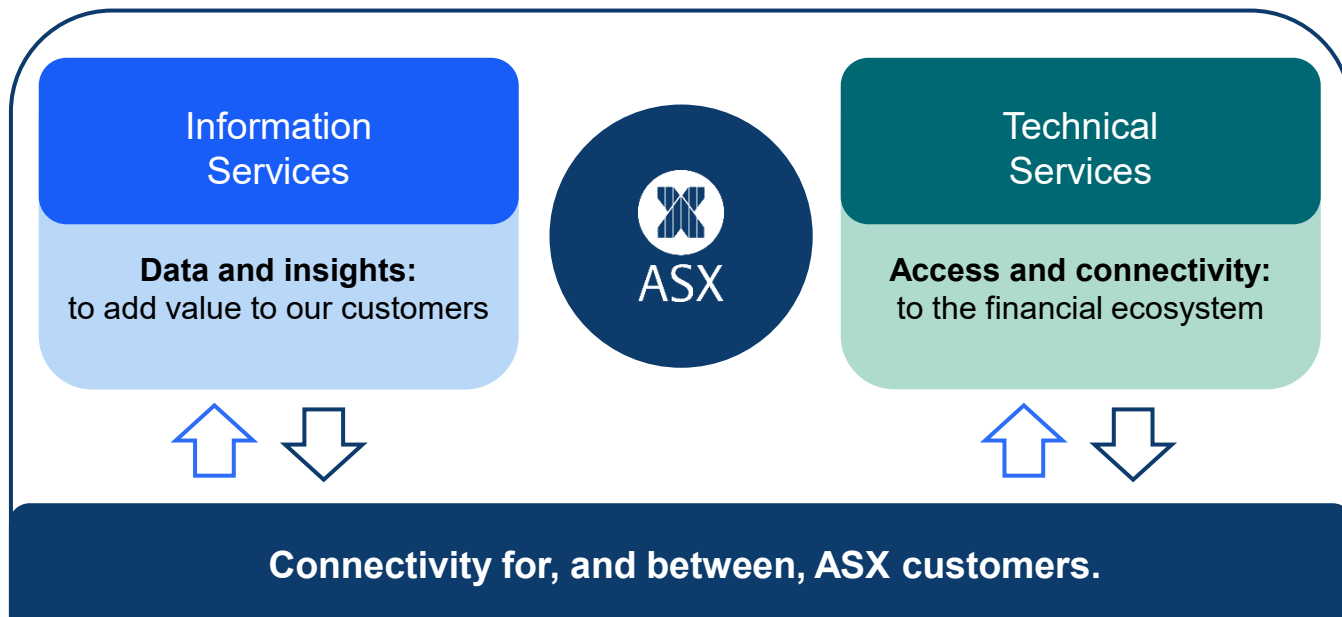 Information
Services
Data and insights:
to add value to our customers
ASX
Technical
Services
Access and connectivity:
to the financial ecosystem
Connectivity for, and between, ASX customers.